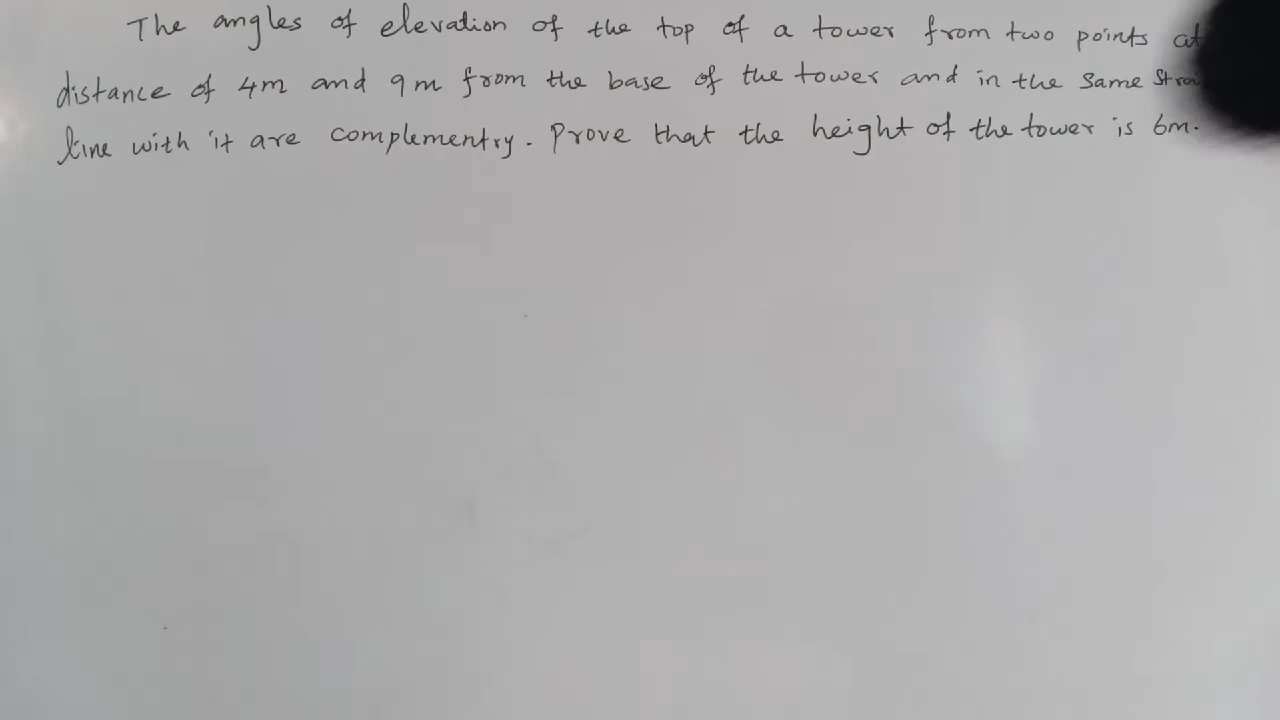 The angles of elevation of the top of a tower from two points at
distance of 4m and 9m from the base of the tower and in the same
line with it are complementry. Prove that the height of the tower is 6m.